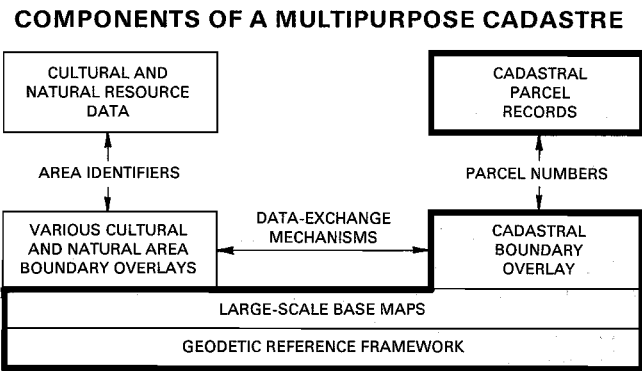 COMPONENTS OF A MULTIPURPOSE CADASTRE
CULTURAL AND
NATURAL RESOURCE
DATA
CADASTRAL
PARCEL
RECORDS
AREA IDENTIFIERS
PARCEL NUMBERS
VARIOUS CULTURAL
AND NATURAL AREA
BOUNDARY OVERLAYS
DATA-EXCHANGE
MECHANISMS
CADASTRAL
BOUNDARY
OVERLAY
LARGE-SCALE BASE MAPS
GEODETIC REFERENCE FRAMEWORK